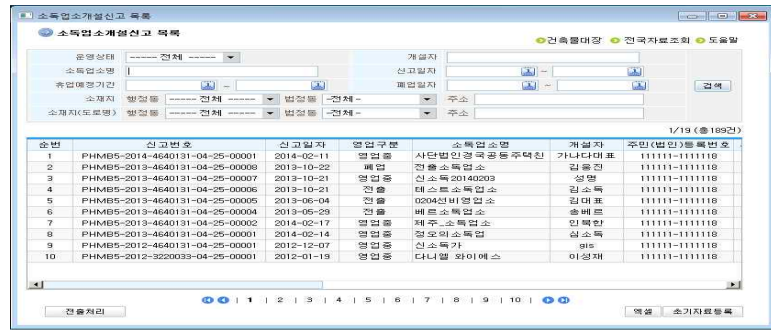 소독업소개설신고 목록
소독업소개설신고 목록
건축물대장 전국자료조회 도움말
운영상태 ----- 전체 ----- 개설자
소독업소명 신고일자 ~
휴업예정기간 ~ 폐업일자 ~ 검색
소재지 행정동 ----- 전체 ----- 법정동 -전체- 주소
소재지(도로명) 행정동 ----- 전체 ----- 법정동 -전체- 주소
1/19 (총189건)
순번 신고번호 신고일자 영업구분 소독업소명 개설자 주민(법인)등록번호
1 PHMB5-2014-4640131-04-25-00001 2014-02-11 영업중 사단법인경국공동주택친 가나다대표 111111-1111118
2 PHMB5-2013-4640131-04-25-00008 2013-10-22 폐업 전출소독업소 김웅진 111111-1111118
3 PHMB5-2013-4640131-04-25-00007 2013-10-21 영업중 신소독20140203 성명 111111-1111118
4 PHMB5-2013-4640131-04-25-00006 2013-10-21 전출 테스트소독업소 김소독 111111-1111118
5 PHMB5-2013-4640131-04-25-00005 2013-06-04 전출 0204선비영업소 김대표 111111-1111118
6 PHMB5-2013-4640131-04-25-00004 2013-05-29 전출 베르소독업소 송베르 111111-1111118
7 PHMB5-2013-4640131-04-25-00002 2014-02-17 영업중 제주_소독업소 인복한 111111-1111118
8 PHMB5-2013-4640131-04-25-00001 2014-02-14 영업중 정모의소독업 심소독 111111-1111118
9 PHMB5-2012-4640131-04-25-00001 2012-12-07 영업중 신소독가 gis 111111-1111118
10 PHMB5-2012-3220033-04-25-00001 2012-01-19 영업중 다니엘 와이에스 이성재 111111-1111118
| 1 | 2 | 3 | 4 | 5 | 6 | 7 | 8 | 9 | 10 |
전출처리 엑셀 초기자료등록